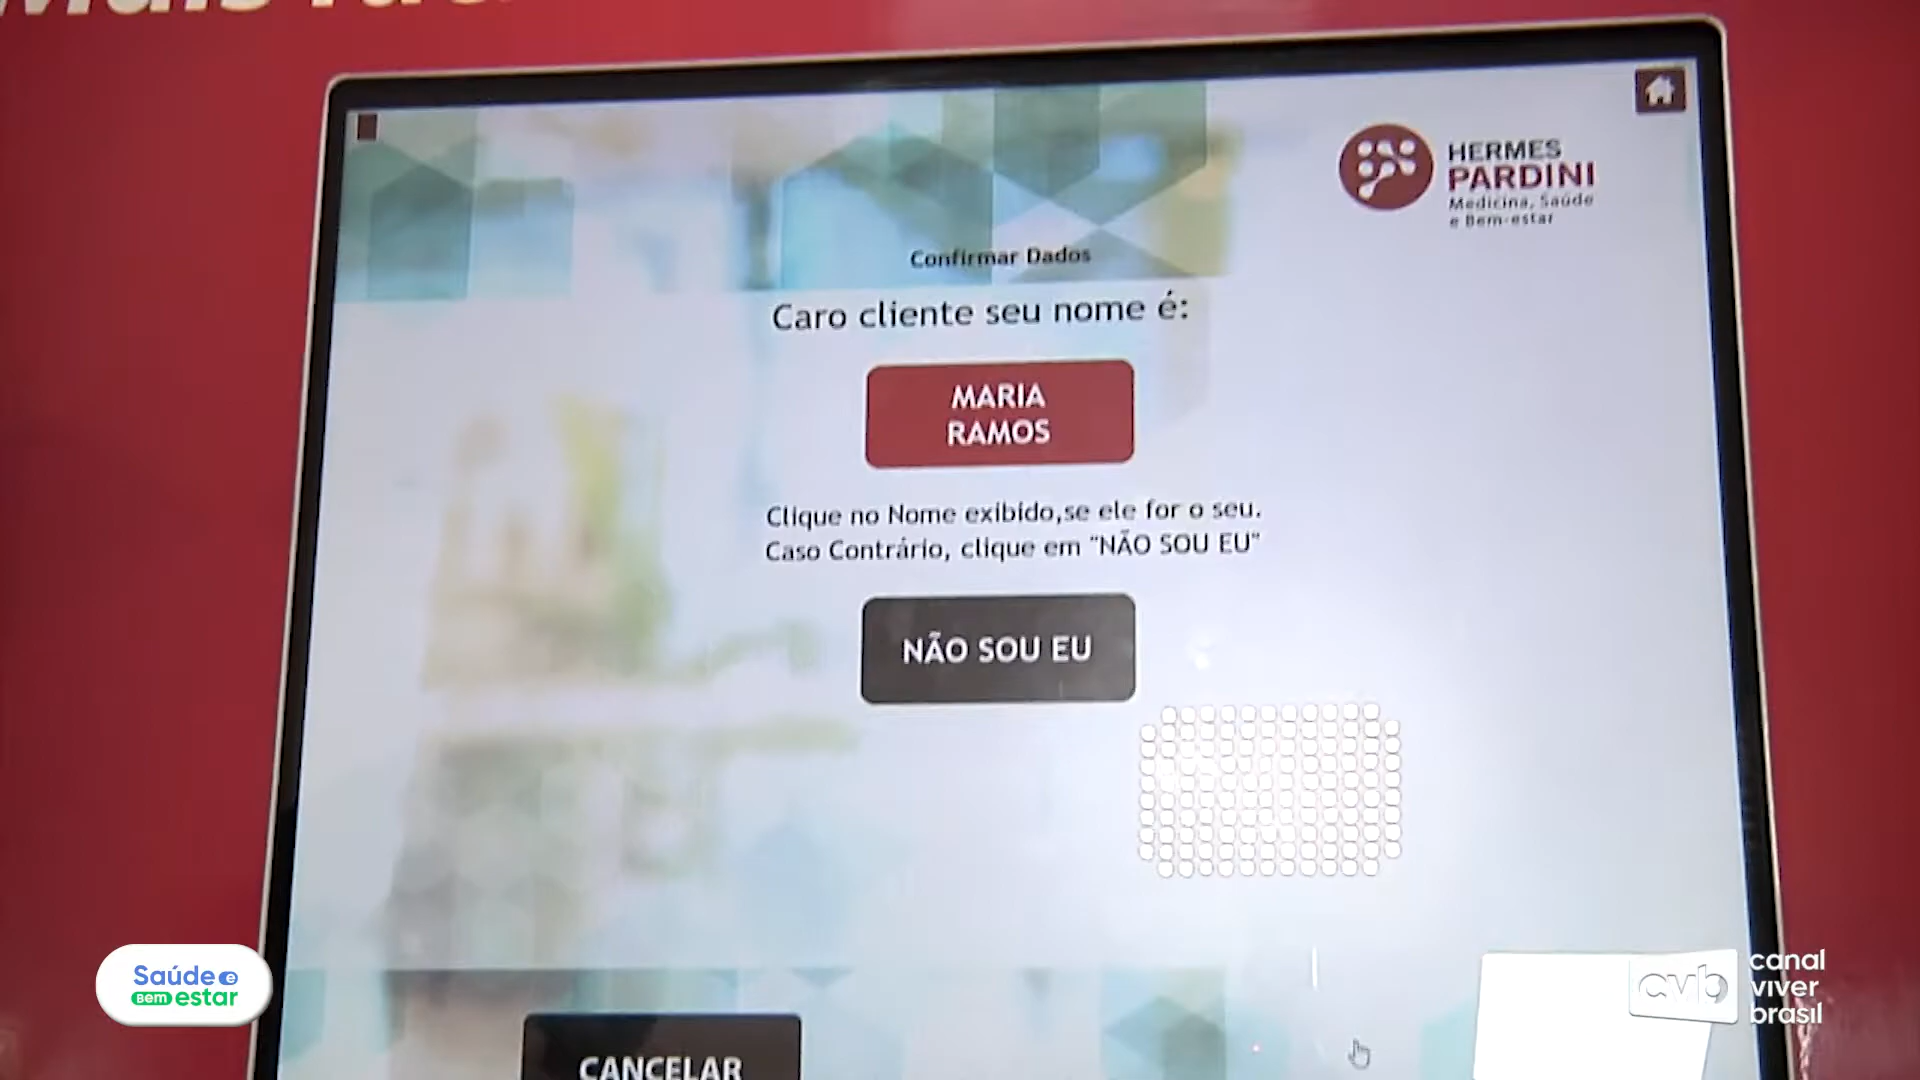 HERMES
PARDINI
Medicina, Saúde
e Bem-estar
Confirmar Dados
Caro cliente seu nome é:
MARIA
RAMOS
Clique no Nome exibido,se ele for o seu.
Caso Contrário, clique em "NÃO SOU EU"
NÃO SOU EU
CANCELAR
Saúde e
BEM estar
cvb
canal
viver
brasil